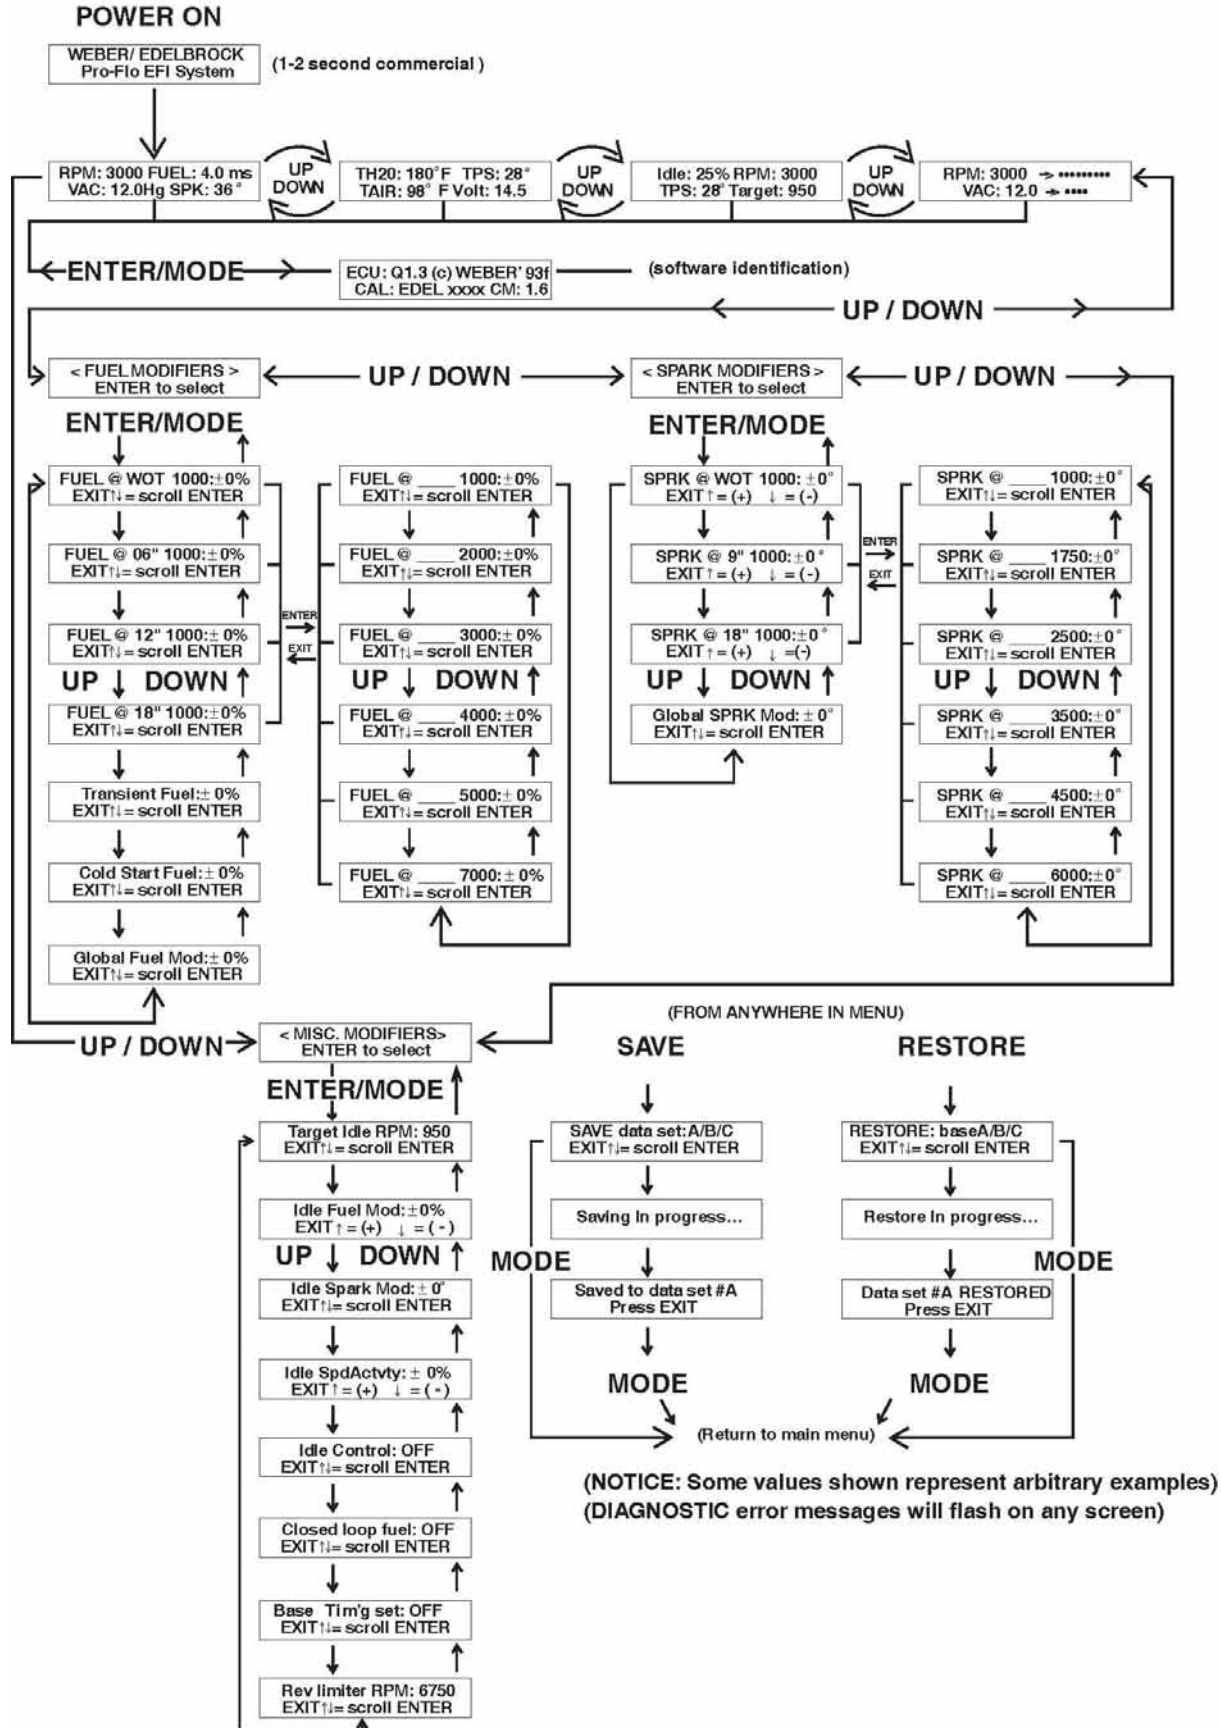 POWER ON
WEBER/ EDELBROCK
Pro-Flo EFI System
(1-2 second commercial )
RPM: 3000 FUEL: 4.0 ms
VAC: 12.0Hg SPK: 36°
UP
DOWN
TH20: 180°F TPS: 28°
TAIR: 98° F Volt: 14.5
UP
DOWN
Idle: 25% RPM: 3000
TPS: 28° Target: 950
UP
DOWN
RPM: 3000 → •••••••••
VAC: 12.0 → ••••
ENTER/MODE
ECU: Q1.3 (c) WEBER' 93f
CAL: EDEL xxxx CM: 1.6
(software identification)
UP / DOWN
< FUEL MODIFIERS >
ENTER to select
UP / DOWN
< SPARK MODIFIERS >
ENTER to select
UP / DOWN
ENTER/MODE
FUEL @ WOT 1000:±0%
EXIT↑↓= scroll ENTER
FUEL @ 06" 1000:±0%
EXIT↑↓= scroll ENTER
FUEL @ 12" 1000:± 0%
EXIT↑↓= scroll ENTER
UP DOWN
FUEL @ 18" 1000:±0%
EXIT↑↓= scroll ENTER
Transient Fuel:± 0%
EXIT↑↓= scroll ENTER
Cold Start Fuel:± 0%
EXIT↑↓= scroll ENTER
Global Fuel Mod:± 0%
EXIT↑↓= scroll ENTER
ENTER
EXIT
FUEL @ ____ 1000:±0%
EXIT↑↓= scroll ENTER
FUEL @ ____ 2000:±0%
EXIT↑↓= scroll ENTER
FUEL @ ____ 3000:± 0%
EXIT↑↓= scroll ENTER
UP DOWN
FUEL @ ____ 4000:±0%
EXIT↑↓= scroll ENTER
FUEL @ ____ 5000:± 0%
EXIT↑↓= scroll ENTER
FUEL @ ____ 7000:± 0%
EXIT↑↓= scroll ENTER
ENTER/MODE
SPRK @ WOT 1000: ±0°
EXIT ↑ = (+) ↓ = (-)
SPRK @ 9" 1000:±0 °
EXIT ↑ = (+) ↓ = (-)
SPRK @ 18" 1000:±0°
EXIT ↑ = (+) ↓ =(-)
UP DOWN
Global SPRK Mod: ± 0°
EXIT↑↓= scroll ENTER
ENTER
EXIT
SPRK @ ____ 1000:±0°
EXIT↑↓= scroll ENTER
SPRK @ ____ 1750:±0°
EXIT↑↓= scroll ENTER
SPRK @ ____ 2500:±0°
EXIT↑↓= scroll ENTER
UP DOWN
SPRK @ ____ 3500:±0°
EXIT↑↓= scroll ENTER
SPRK @ ____ 4500:±0°
EXIT↑↓= scroll ENTER
SPRK @ ____ 6000:±0°
EXIT↑↓= scroll ENTER
UP / DOWN
< MISC. MODIFIERS>
ENTER to select
ENTER/MODE
Target Idle RPM: 950
EXIT↑↓= scroll ENTER
Idle Fuel Mod:±0%
EXIT ↑ = (+) ↓ = ( - )
UP DOWN
Idle Spark Mod:± 0°
EXIT↑↓= scroll ENTER
Idle SpdActvty: ± 0%
EXIT ↑ = (+) ↓ = ( - )
Idle Control: OFF
EXIT↑↓= scroll ENTER
Closed loop fuel: OFF
EXIT↑↓= scroll ENTER
Base Tim'g set: OFF
EXIT↑↓= scroll ENTER
Rev limiter RPM: 6750
EXIT↑↓= scroll ENTER
(FROM ANYWHERE IN MENU)
SAVE
SAVE data set:A/B/C
EXIT↑↓= scroll ENTER
Saving In progress...
MODE
Saved to data set #A
Press EXIT
MODE
RESTORE
RESTORE: baseA/B/C
EXIT↑↓= scroll ENTER
Restore In progress...
MODE
Data set #A RESTORED
Press EXIT
MODE
(Return to main menu)
(NOTICE: Some values shown represent arbitrary examples)
(DIAGNOSTIC error messages will flash on any screen)